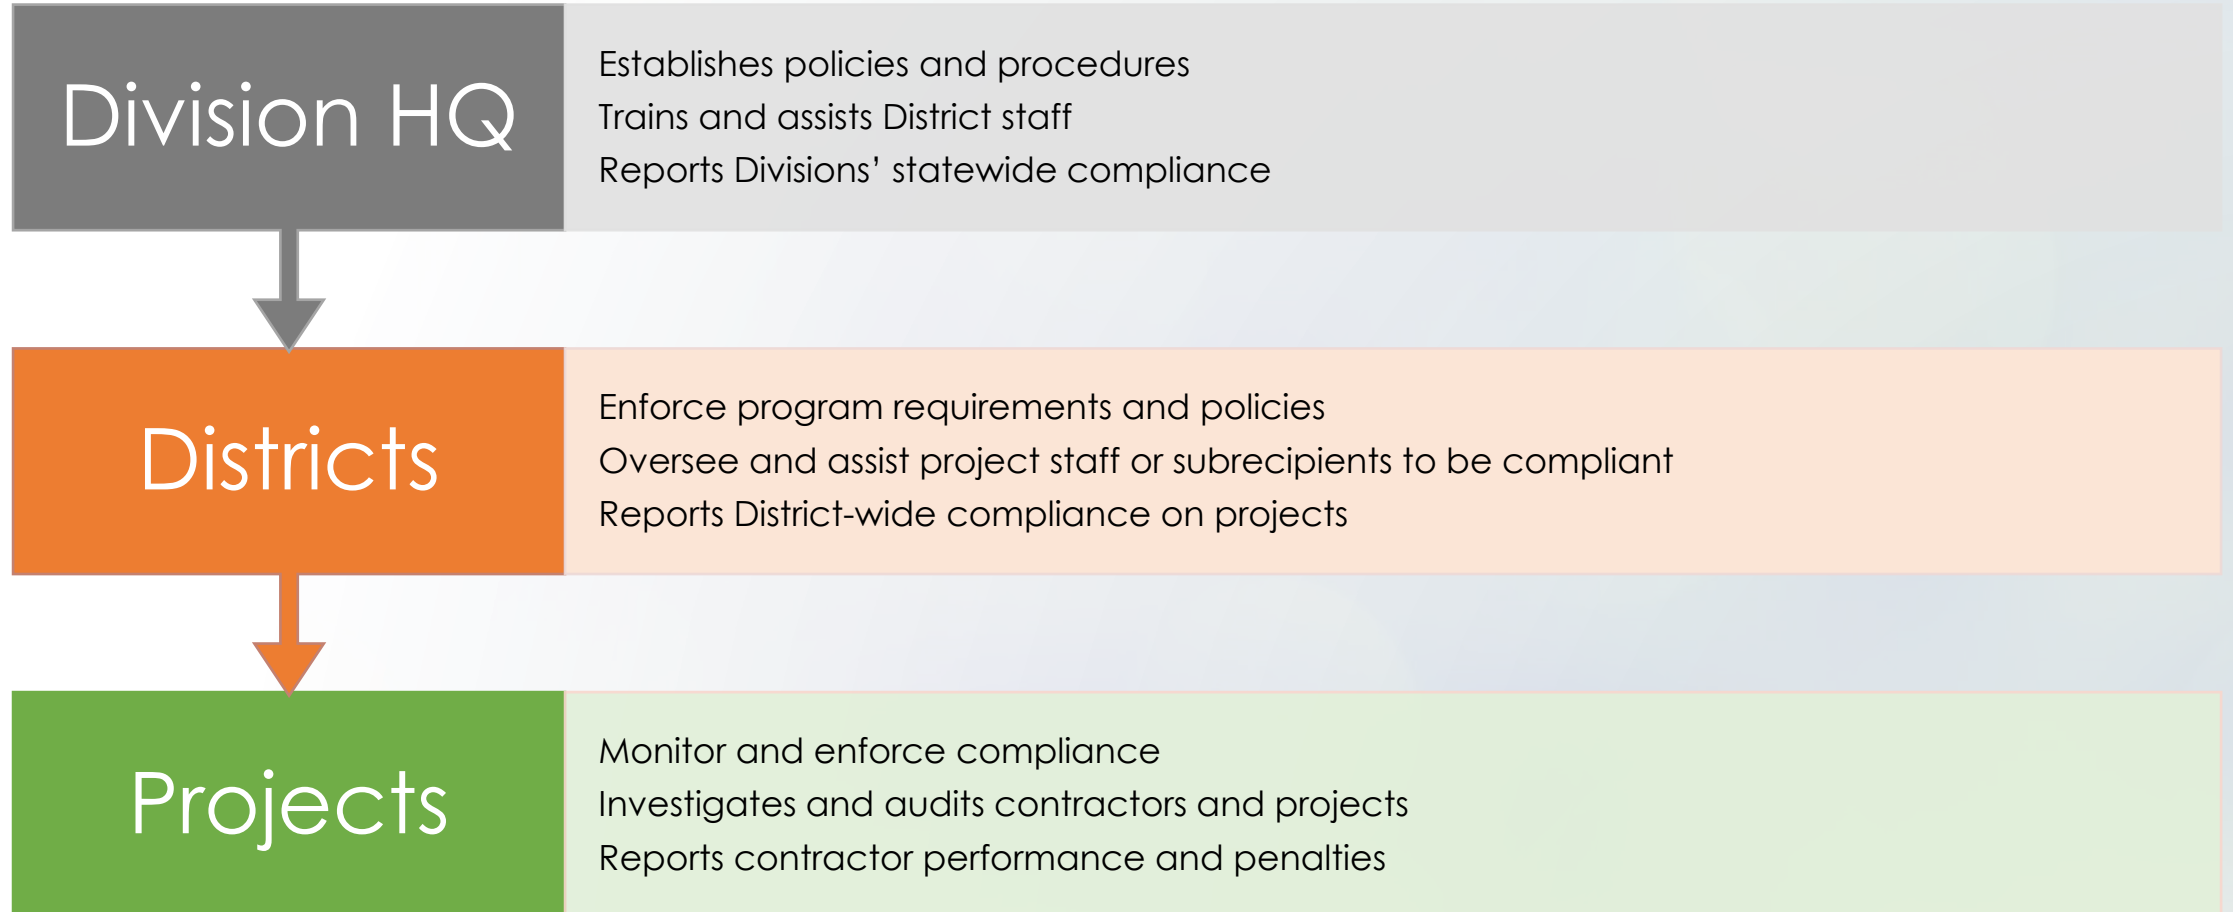 Division HQ
Establishes policies and procedures
Trains and assists District staff
Reports Divisions’ statewide compliance
Districts
Enforce program requirements and policies
Oversee and assist project staff or subrecipients to be compliant
Reports District-wide compliance on projects
Projects
Monitor and enforce compliance
Investigates and audits contractors and projects
Reports contractor performance and penalties